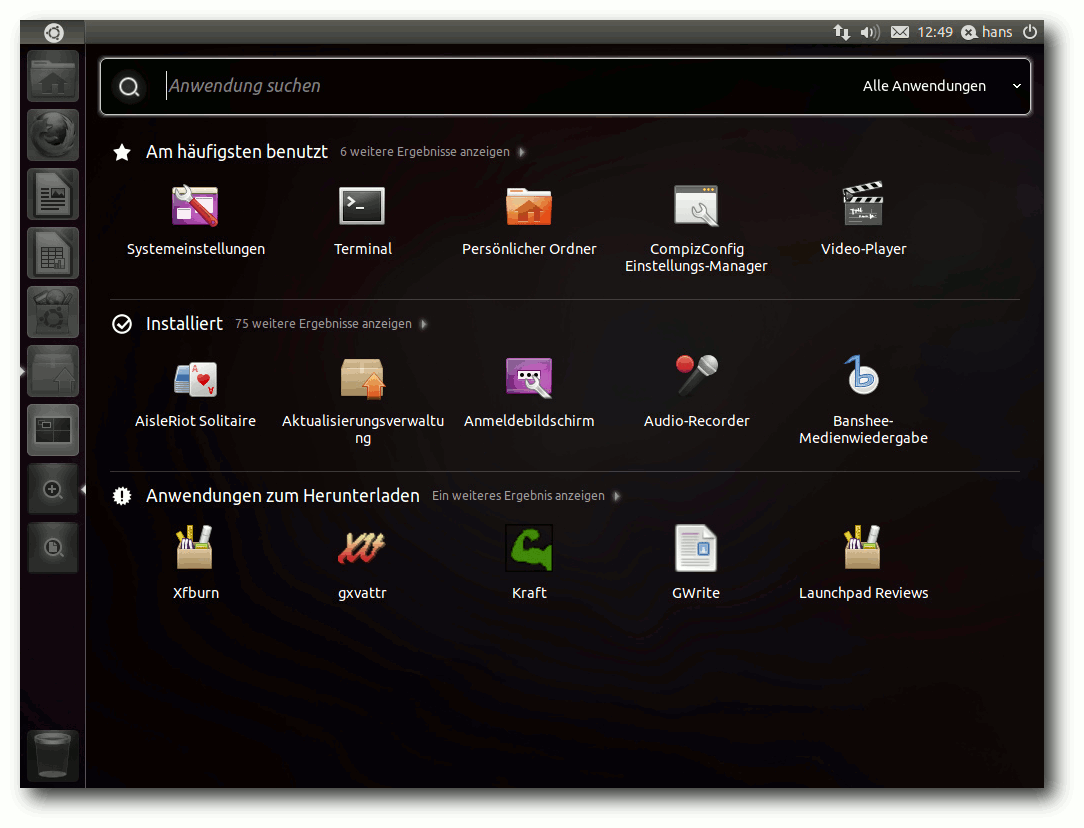 12:49 hans
Anwendung suchen
Alle Anwendungen
Am häufigsten benutzt 6 weitere Ergebnisse anzeigen
Systemeinstellungen
Terminal
Persönlicher Ordner
CompizConfig
Einstellungs-Manager
Video-Player
Installiert 75 weitere Ergebnisse anzeigen
AisleRiot Solitaire
Aktualisierungsverwaltu
ng
Anmeldebildschirm
Audio-Recorder
Banshee-
Medienwiedergabe
Anwendungen zum Herunterladen Ein weiteres Ergebnis anzeigen
Xfburn
gxvattr
Kraft
GWrite
Launchpad Reviews